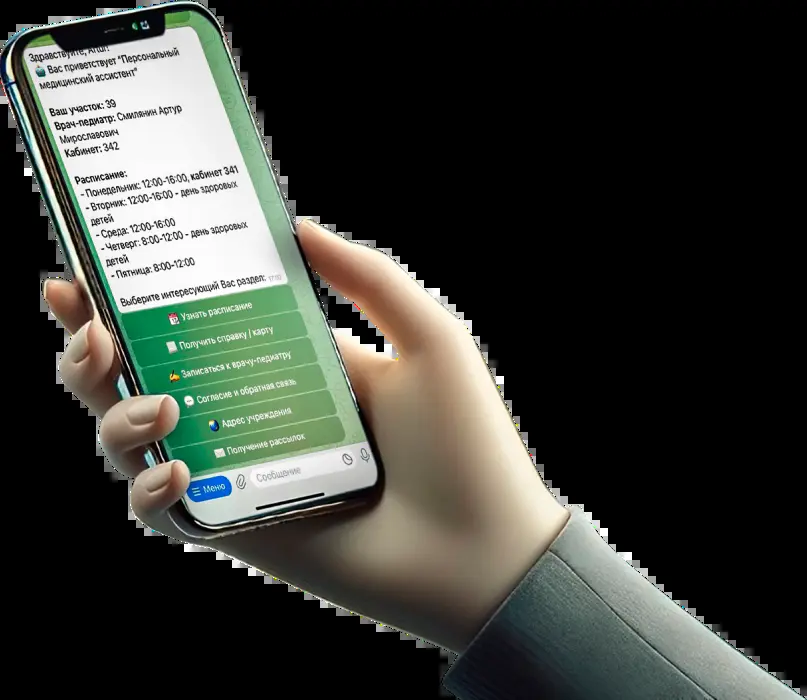 Здравствуйте, Artur!
🤖 Вас приветствует "Персональный
медицинский ассистент"
Ваш участок: 39
Врач-педиатр: Смилянин Артур
Мирославович
Кабинет: 342
Расписание:
- Понедельник: 12:00-16:00, кабинет 341
- Вторник: 12:00-16:00 - день здоровых
детей
- Среда: 12:00-16:00
- Четверг: 8:00-12:00 - день здоровых
детей
- Пятница: 8:00-12:00
Выберите интересующий Вас раздел:
📅 Узнать расписание
Получить справку / карту
✍️ Записаться к врачу-педиатру
💬 Согласие и обратная связь
🌏 Адрес учреждения
✉️ Получение рассылок
Меню
Сообщение